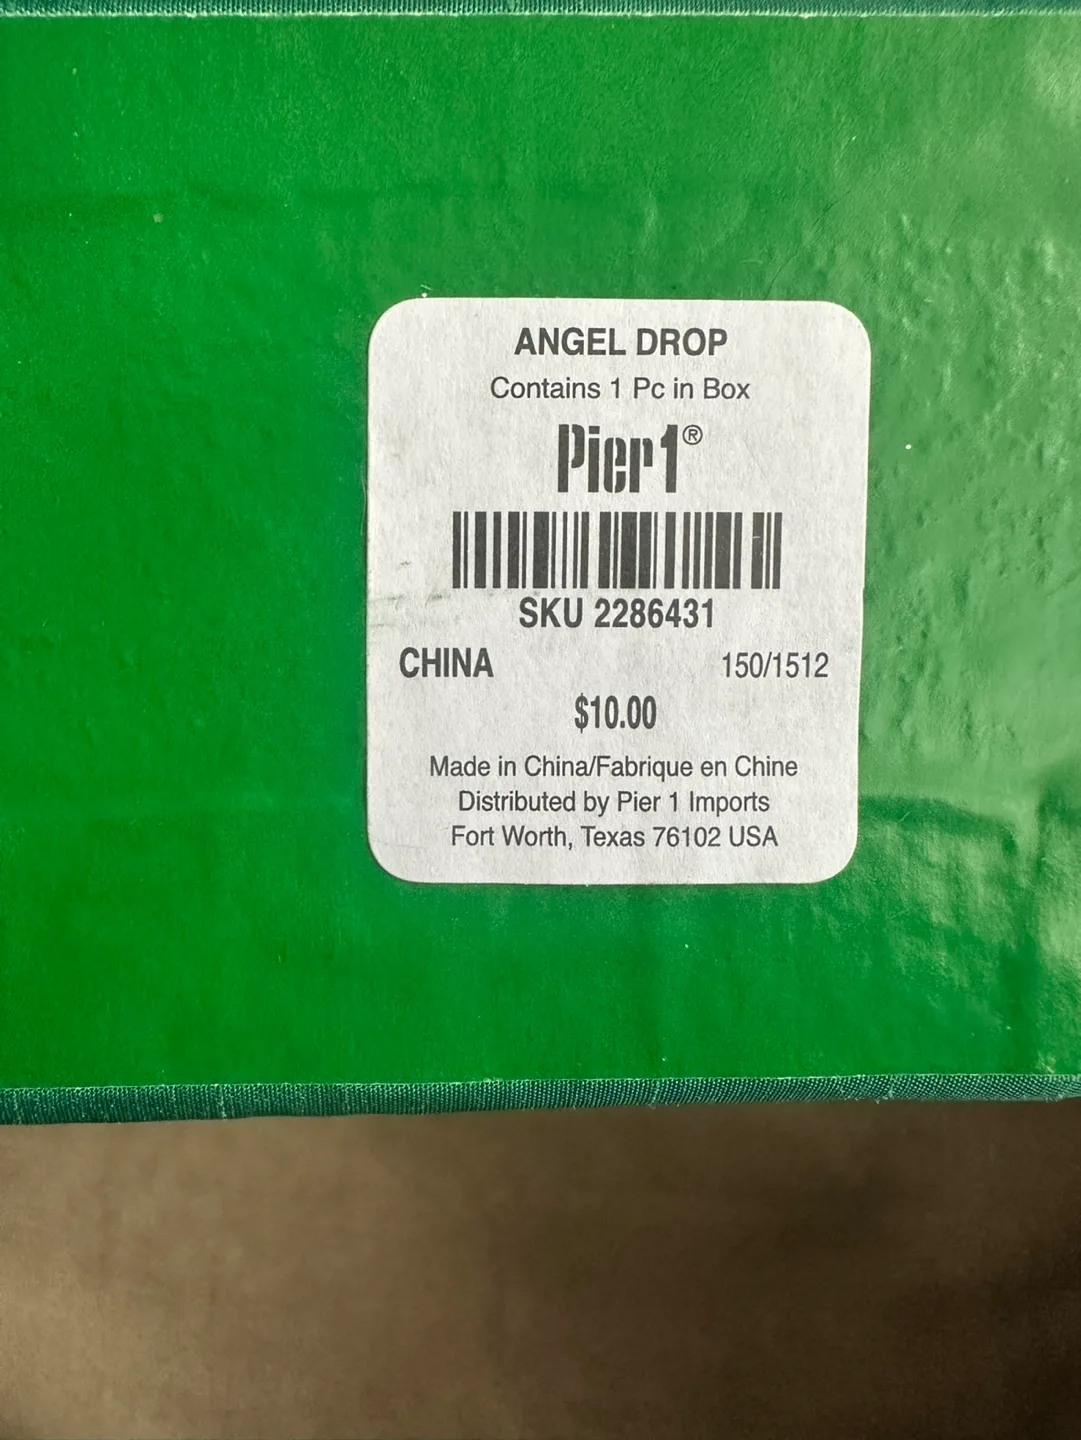 ANGEL DROP
Contains 1 Pc in Box
Pier1®
SKU 2286431
CHINA 150/1512
$10.00
Made in China/Fabrique en Chine
Distributed by Pier 1 Imports
Fort Worth, Texas 76102 USA